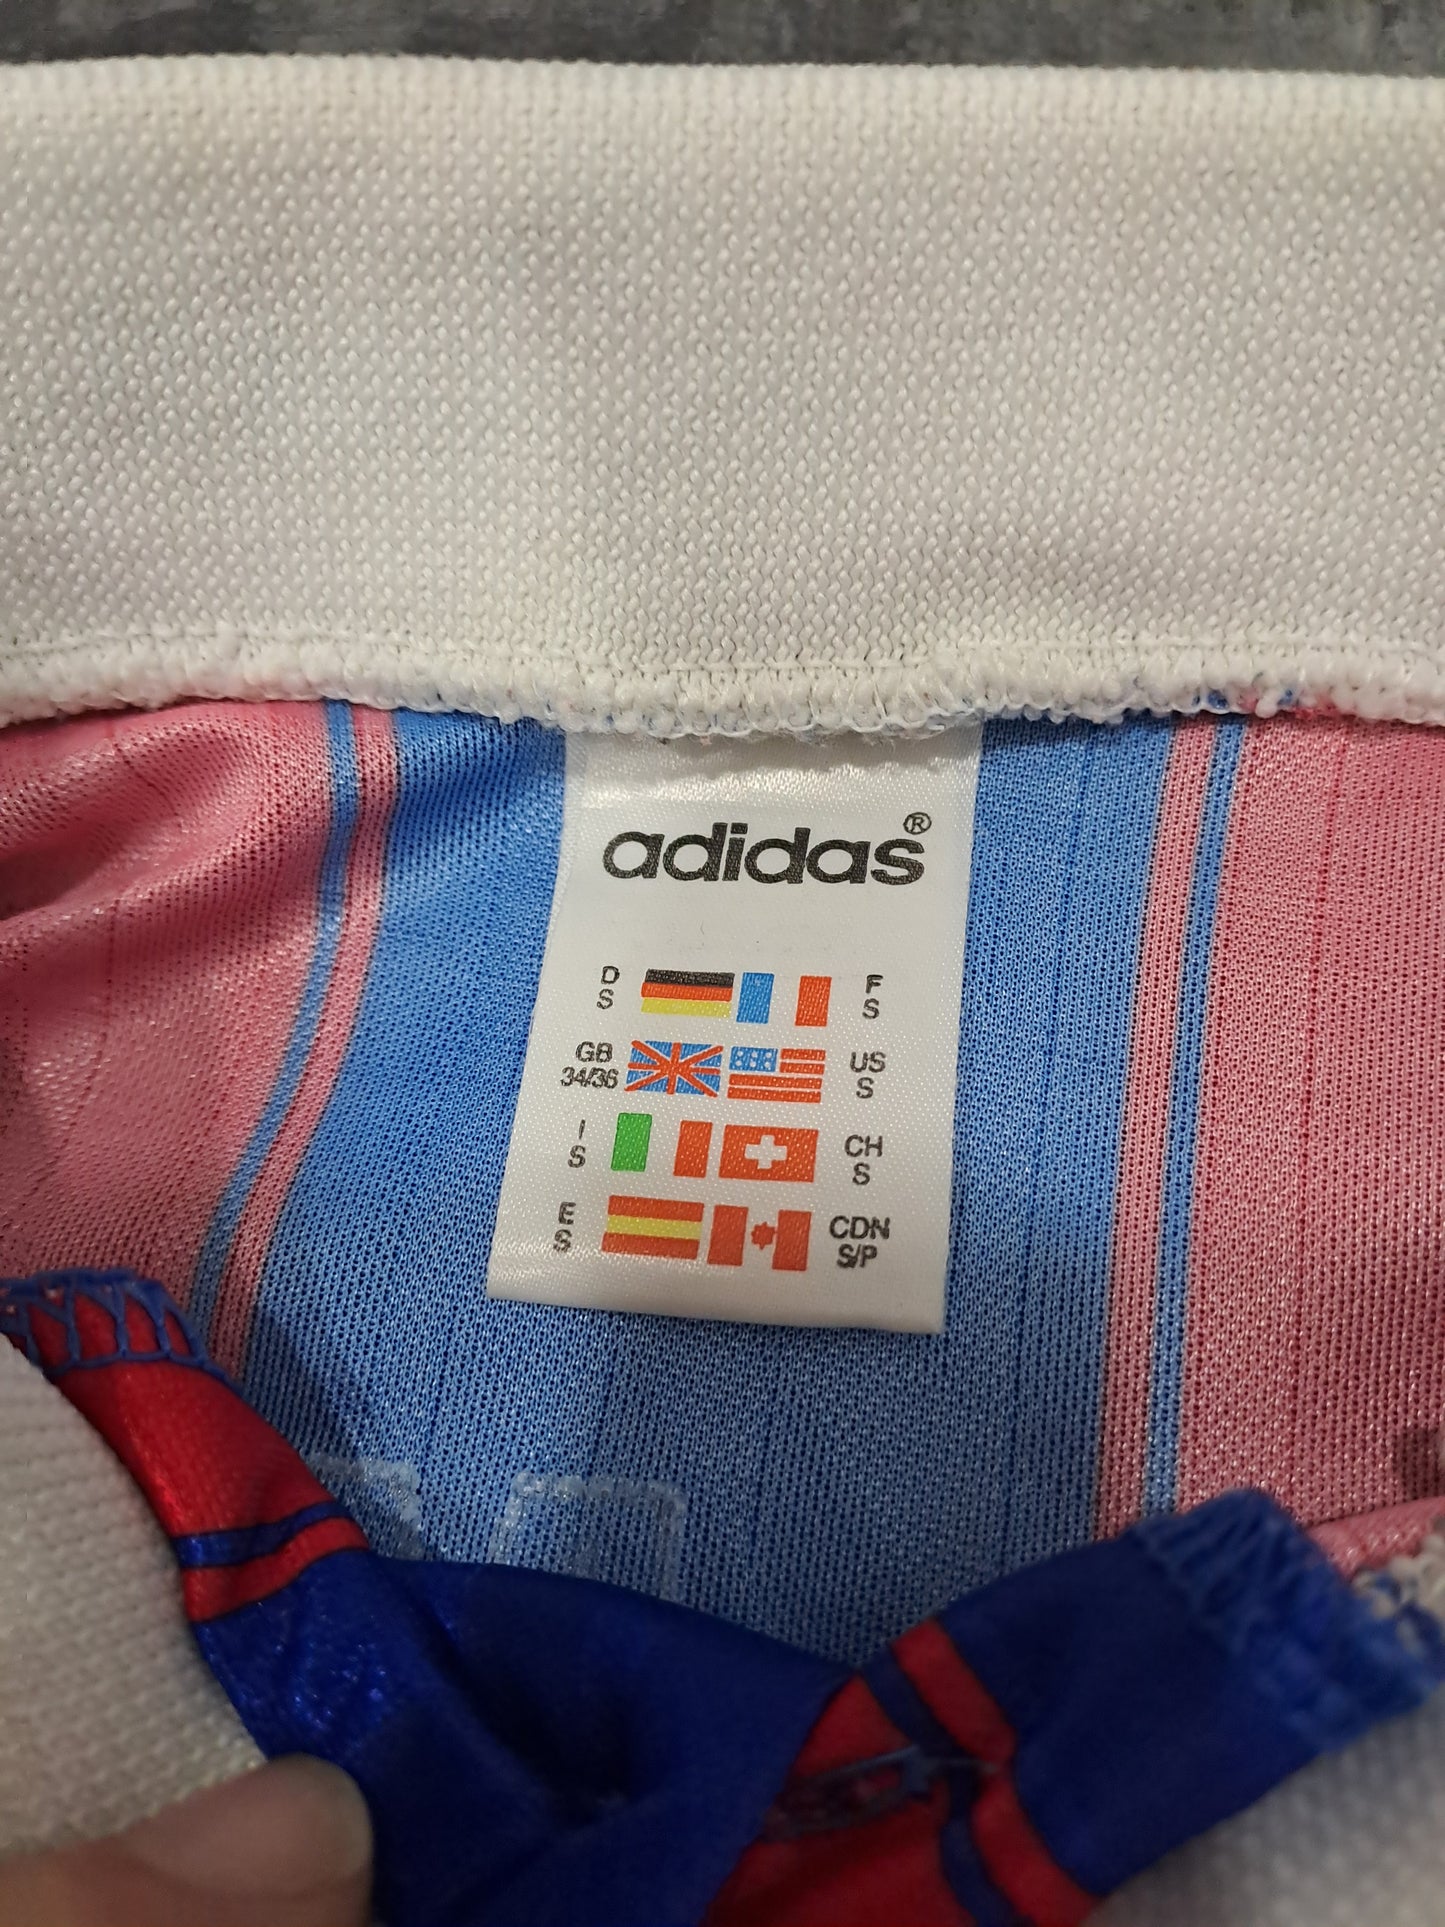 adidas®
D S F S
GB 34/36 US S
I S CH S
E S CDN S/P